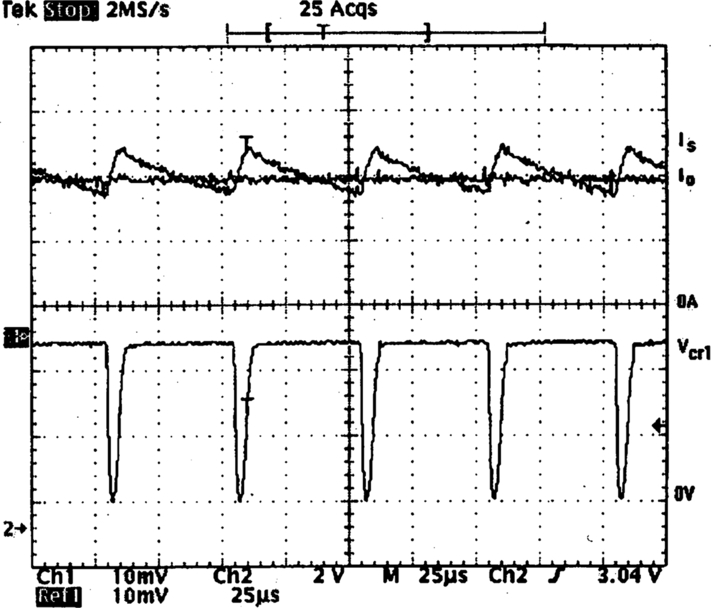 Tek Stop 2MS/s 25 Acqs
T
T
Is
Io
0A
Vcr1
0V
2→
Ch1 10mV Ch2 2 V M 25µs Ch2 3.04 V
Ref1 10mV 25µs